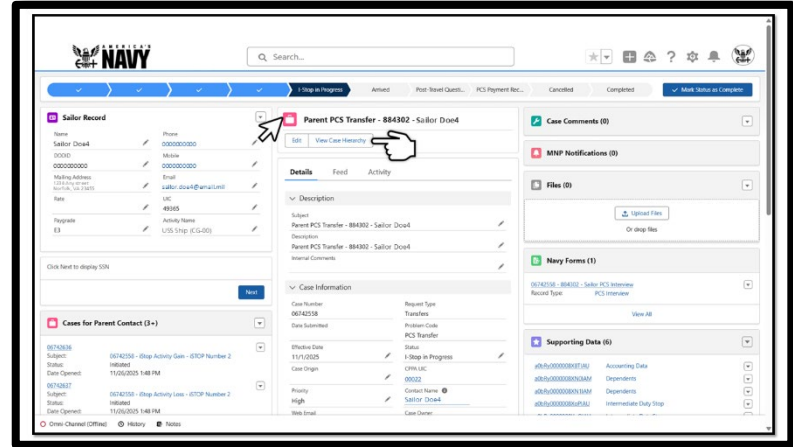 AMERICA'S
NAVY
Search...
I-Stop in Progress
Arrived
Post-Travel Questi...
PCS Payment Rec...
Cancelled
Completed
Mark Status as Complete
Sailor Record
Name
Sailor Doe4
Phone
0000000000
DODID
0000000000
Mobile
0000000000
Mailing Address
Email
sailor.doe4@email.mil
Rate
UIC
49365
Paygrade
E3
Activity Name
USS Ship (CG-00)
Click Next to display SSN
Next
Cases for Parent Contact (3+)
06742636
Subject:
06742558 - iStop Activity Gain - iSTOP Number 2
Status:
Initiated
Date Opened:
11/26/2025 1:48 PM
06742637
Subject:
06742558 - iStop Activity Loss - iSTOP Number 2
Status:
Initiated
Date Opened:
11/26/2025 1:48 PM
Parent PCS Transfer - 884302 - Sailor Doe4
Edit
View Case Hierarchy
Details
Feed
Activity
Description
Subject
Parent PCS Transfer - 884302 - Sailor Doe4
Description
Parent PCS Transfer - 884302 - Sailor Doe4
Internal Comments
Case Information
Case Number
06742558
Request Type
Transfers
Date Submitted
Problem Code
PCS Transfer
Effective Date
11/1/2025
Status
I-Stop in Progress
Case Origin
CPPA UIC
00022
Priority
High
Contact Name
Sailor Doe4
Web Email
Case Owner
Case Comments (0)
MNP Notifications (0)
Files (0)
Upload Files
Or drop files
Navy Forms (1)
06742558 - 884302 - Sailor PCS Interview
Record Type:
PCS Interview
View All
Supporting Data (6)
Accounting Data
Dependents
Dependents
Intermediate Duty Stop
Omni-Channel (Offline)
History
Notes